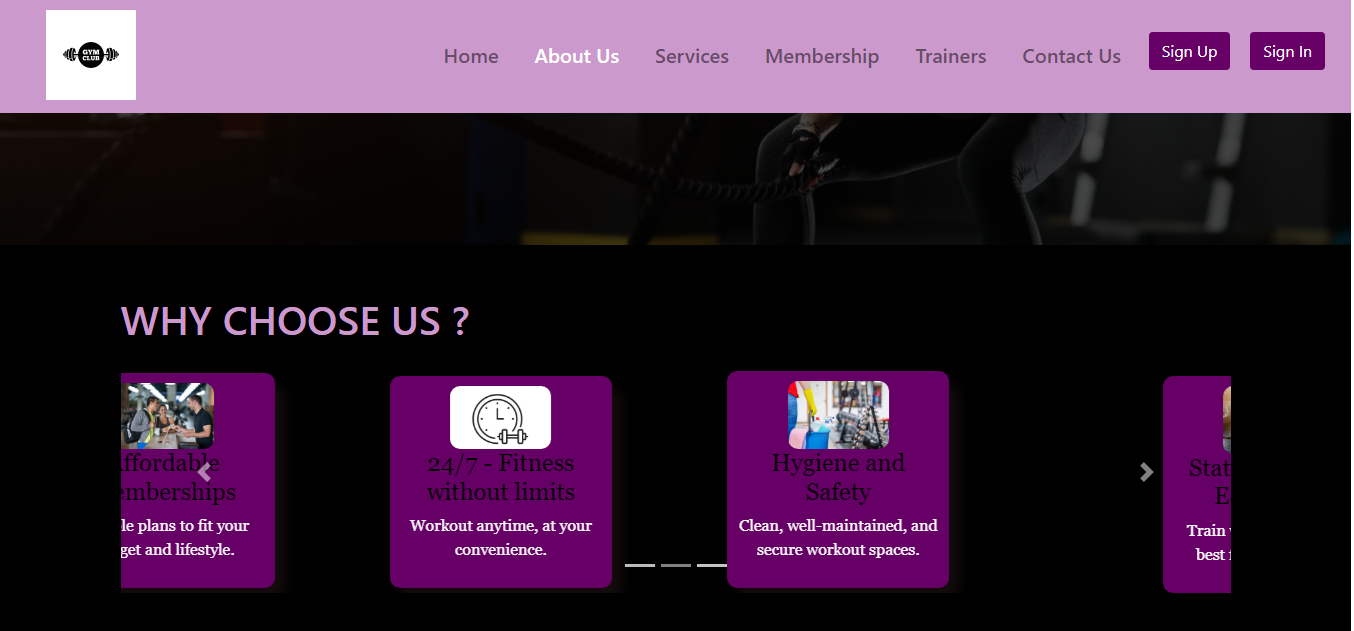 GYM
CLUB
Home
About Us
Services
Membership
Trainers
Contact Us
Sign Up
Sign In
WHY CHOOSE US ?
ffordable
emberships
le plans to fit your
get and lifestyle.
24/7 - Fitness
without limits
Workout anytime, at your
convenience.
Hygiene and
Safety
Clean, well-maintained, and
secure workout spaces.
Stat
E
Train
best